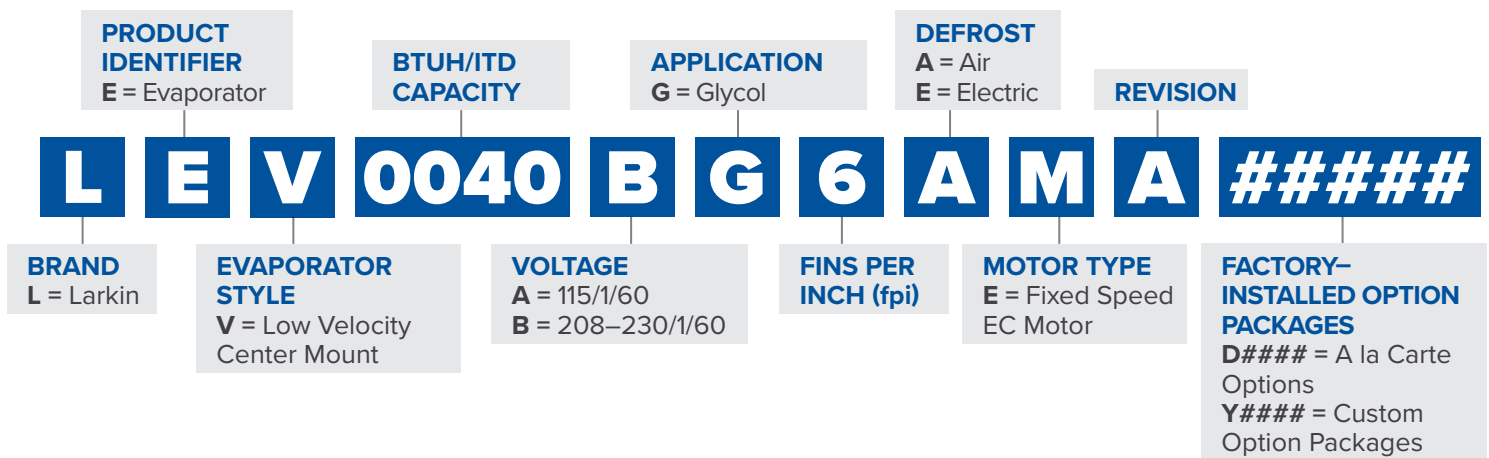 PRODUCT
IDENTIFIER
E = Evaporator
BTUH/ITD
CAPACITY
APPLICATION
G = Glycol
DEFROST
A = Air
E = Electric
REVISION
L E V 0040 B G 6 A M A #####
BRAND
L = Larkin
EVAPORATOR
STYLE
V = Low Velocity
Center Mount
VOLTAGE
A = 115/1/60
B = 208–230/1/60
FINS PER
INCH (fpi)
MOTOR TYPE
E = Fixed Speed
EC Motor
FACTORY–
INSTALLED OPTION
PACKAGES
D#### = A la Carte
Options
Y#### = Custom
Option Packages